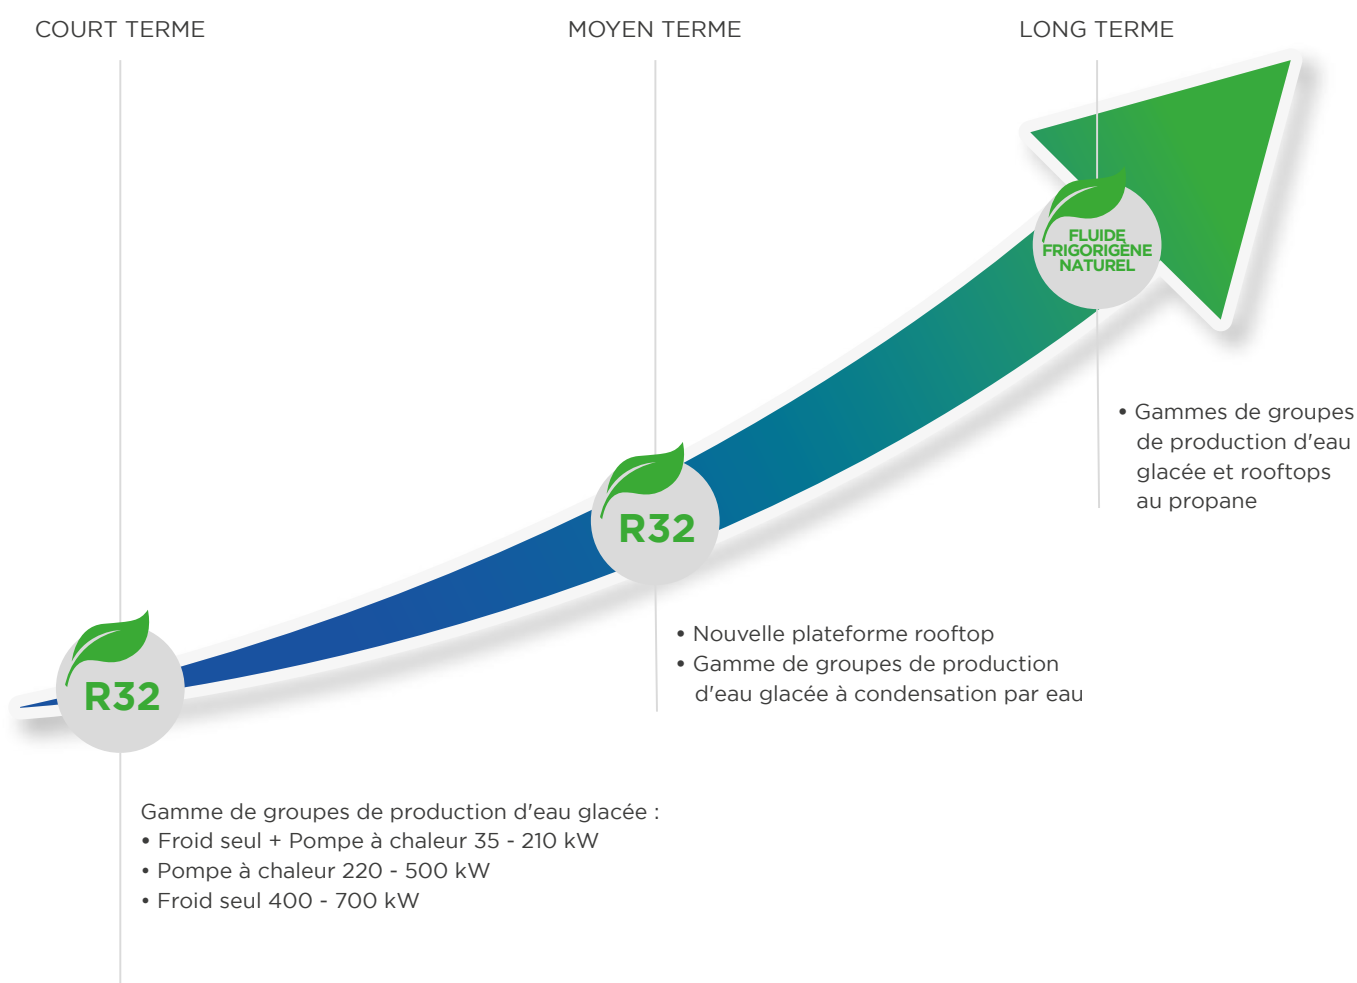 COURT TERME
MOYEN TERME
LONG TERME
FLUIDE
FRIGORIGÈNE
NATUREL
• Gammes de groupes
de production d'eau
glacée et rooftops
au propane
R32
• Nouvelle plateforme rooftop
• Gamme de groupes de production
d'eau glacée à condensation par eau
R32
Gamme de groupes de production d'eau glacée :
• Froid seul + Pompe à chaleur 35 - 210 kW
• Pompe à chaleur 220 - 500 kW
• Froid seul 400 - 700 kW